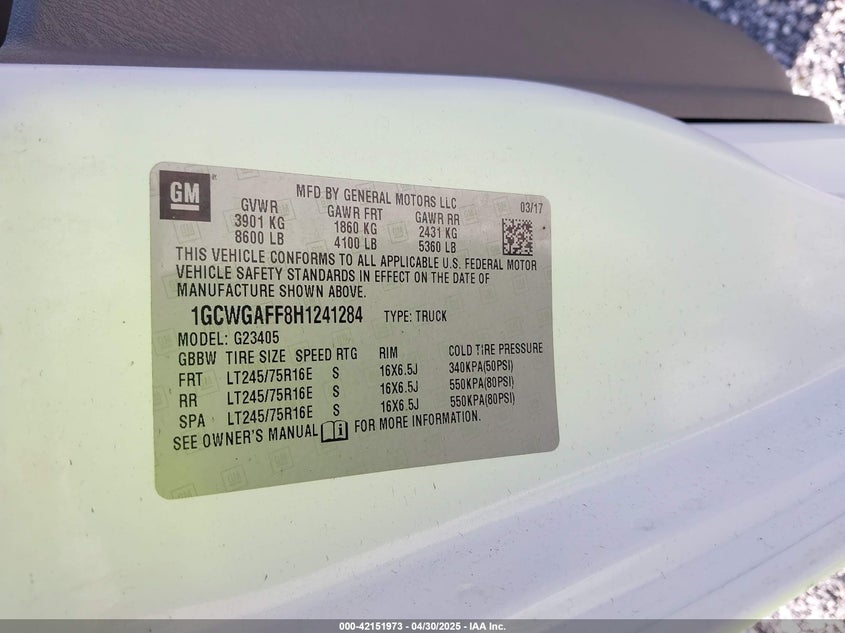 GM
MFD BY GENERAL MOTORS LLC 03/17
GVWR GAWR FRT GAWR RR
3901 KG 1860 KG 2431 KG
8600 LB 4100 LB 5360 LB
THIS VEHICLE CONFORMS TO ALL APPLICABLE U.S. FEDERAL MOTOR
VEHICLE SAFETY STANDARDS IN EFFECT ON THE DATE OF
MANUFACTURE SHOWN ABOVE.
1GCWGAFF8H1241284 TYPE: TRUCK
MODEL: G23405
GBBW TIRE SIZE SPEED RTG RIM COLD TIRE PRESSURE
FRT LT245/75R16E S 16X6.5J 340KPA(50PSI)
RR LT245/75R16E S 16X6.5J 550KPA(80PSI)
SPA LT245/75R16E S 16X6.5J 550KPA(80PSI)
SEE OWNER'S MANUAL FOR MORE INFORMATION.
000-42151973 - 04/30/2025 - IAA Inc.